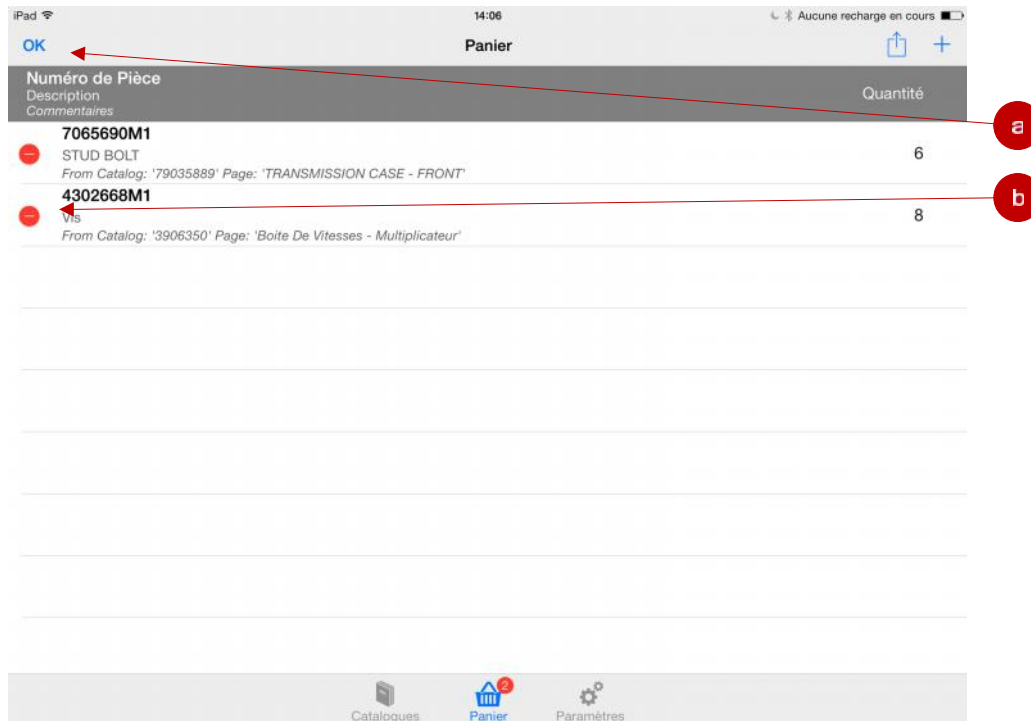 iPad 14:06 Aucune recharge en cours
OK Panier
Numéro de Pièce
Description Quantité
Commentaires
a
7065690M1
STUD BOLT 6
From Catalog: '79035889' Page: 'TRANSMISSION CASE - FRONT'
4302668M1
b
Vis 8
From Catalog: '3906350' Page: 'Boite De Vitesses - Multiplicateur'
2
Catalogues Panier Paramètres